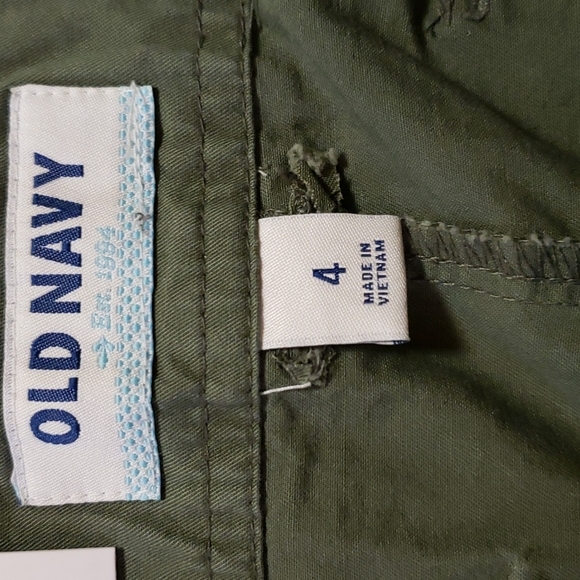 OLD NAVY
Est. 1994
4
MADE IN
VIETNAM